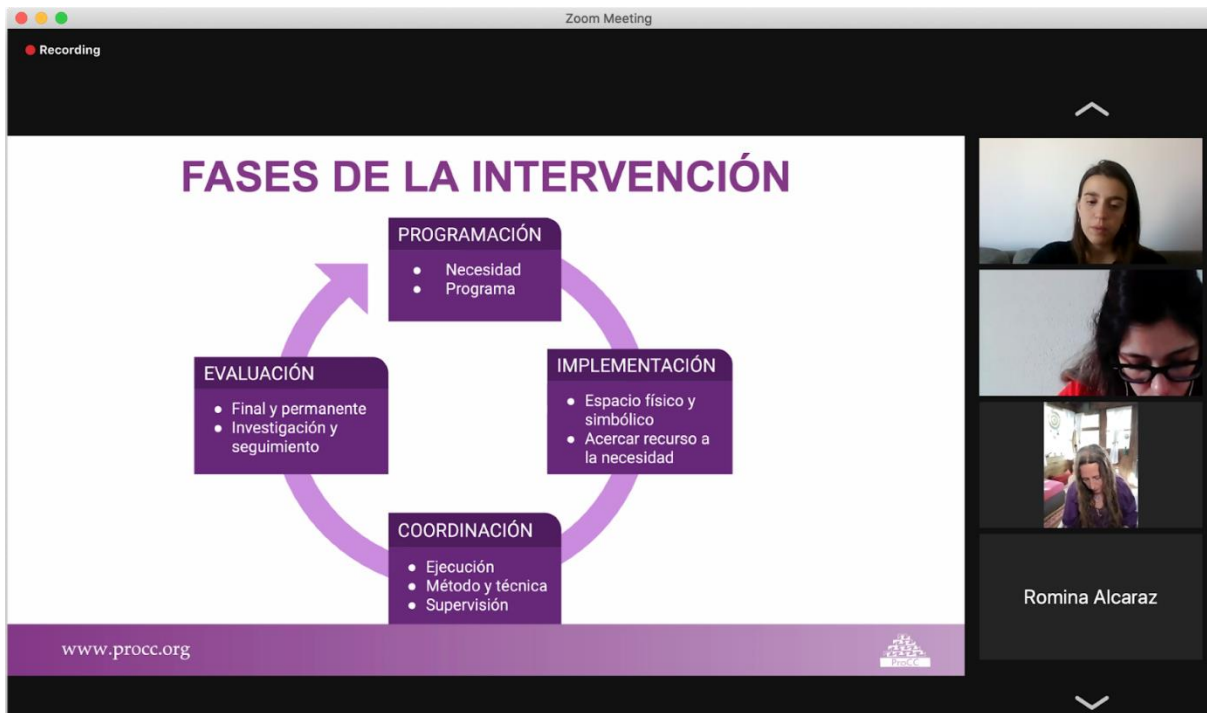 Zoom Meeting
Recording
FASES DE LA INTERVENCIÓN
PROGRAMACIÓN
● Necesidad
● Programa
IMPLEMENTACIÓN
● Espacio físico y
simbólico
● Acercar recurso a
la necesidad
COORDINACIÓN
● Ejecución
● Método y técnica
● Supervisión
EVALUACIÓN
● Final y permanente
● Investigación y
seguimiento
www.procc.org
ProCC
Romina Alcaraz